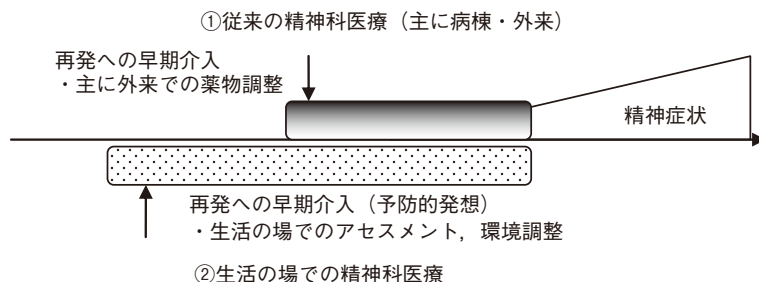 ①従来の精神科医療（主に病棟・外来）
再発への早期介入
・主に外来での薬物調整
精神症状
再発への早期介入（予防的発想）
・生活の場でのアセスメント，環境調整
②生活の場での精神科医療